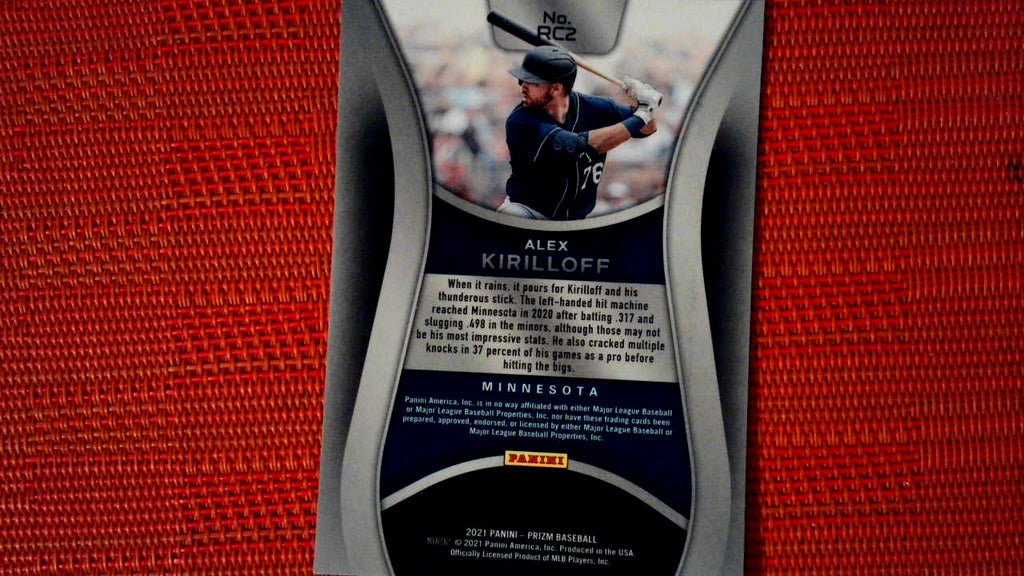 No.
RC2
76
ALEX
KIRILLOFF
When it rains, it pours for Kirilloff and his
thunderous stick. The left-handed hit machine
reached Minnesota in 2020 after batting .317 and
slugging .498 in the minors, although those may not
be his most impressive stats. He also cracked multiple
knocks in 37 percent of his games as a pro before
hitting the bigs.
MINNESOTA
Panini America, Inc. is in no way affiliated with either Major League Baseball
or Major League Baseball Properties, Inc. nor have these trading cards been
prepared, approved, endorsed, or licensed by either Major League Baseball or
Major League Baseball Properties, Inc.
PANINI
2021 PANINI – PRIZM BASEBALL
© 2021 Panini America, Inc. Produced in the USA.
Officially Licensed Product of MLB Players, Inc.